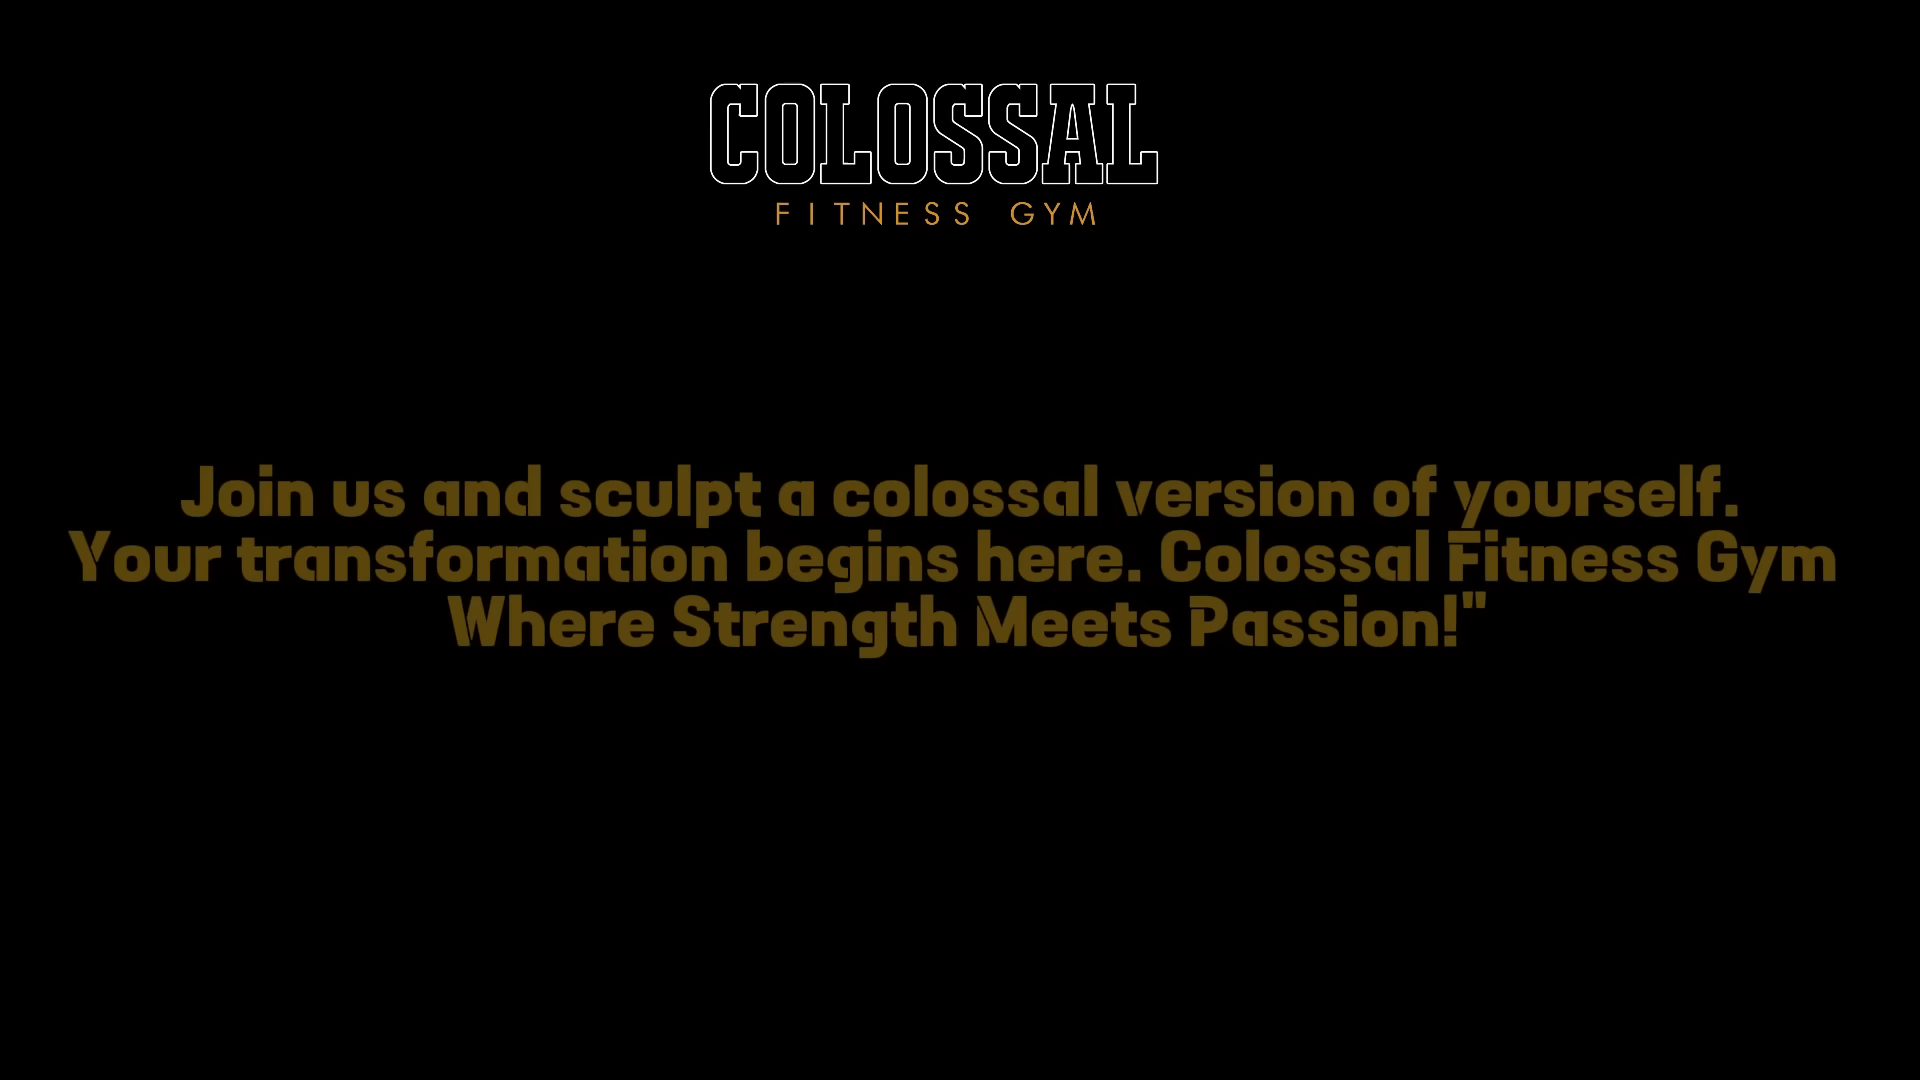 COLOSSAL
FITNESS GYM
Join us and sculpt a colossal version of yourself.
Your transformation begins here. Colossal Fitness Gym
Where Strength Meets Passion!"